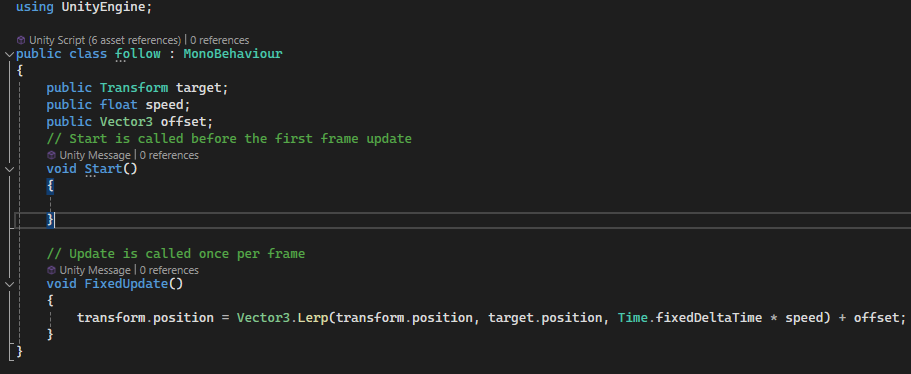 using UnityEngine;
Unity Script (6 asset references) | 0 references
public class follow : MonoBehaviour
{
public Transform target;
public float speed;
public Vector3 offset;
// Start is called before the first frame update
Unity Message | 0 references
void Start()
{
}
// Update is called once per frame
Unity Message | 0 references
void FixedUpdate()
{
transform.position = Vector3.Lerp(transform.position, target.position, Time.fixedDeltaTime * speed) + offset;
}
}